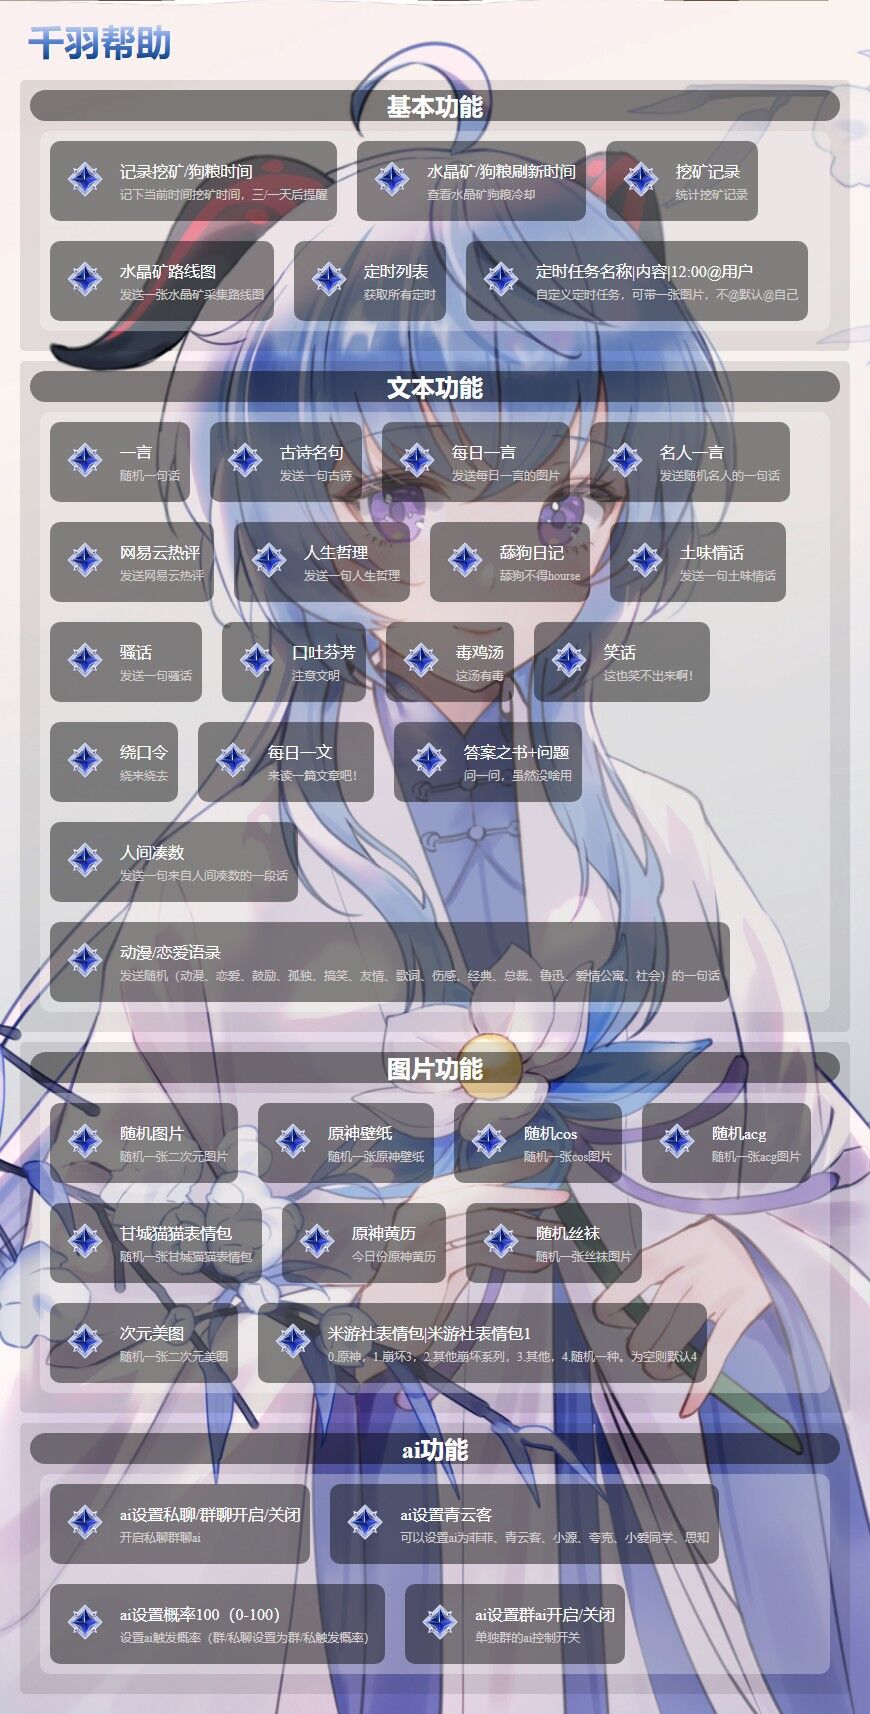 千羽帮助
基本功能
记录挖矿/狗粮时间
记下当前时间挖矿时间，三/一天后提醒
水晶矿/狗粮刷新时间
查看水晶矿狗粮冷却
挖矿记录
统计挖矿记录
水晶矿路线图
发送一张水晶矿采集路线图
定时列表
获取所有定时
定时任务名称|内容|12:00@用户
自定义定时任务，可带一张图片，不@默认@自己
文本功能
一言
随机一句话
古诗名句
发送一句古诗
每日一言
发送每日一言的图片
名人一言
发送随机名人的一句话
网易云热评
发送网易云热评
人生哲理
发送一句人生哲理
舔狗日记
舔狗不得hourse
土味情话
发送一句土味情话
骚话
发送一句骚话
口吐芬芳
注意文明
毒鸡汤
这汤有毒
笑话
这也笑不出来啊！
绕口令
绕来绕去
每日一文
来读一篇文章吧！
答案之书+问题
问一问，虽然没啥用
人间凑数
发送一句来自人间凑数的一段话
动漫/恋爱语录
发送随机（动漫、恋爱、鼓励、孤独、搞笑、友情、歌词、伤感、经典、总裁、鲁迅、爱情公寓、社会）的一句话
图片功能
随机图片
随机一张二次元图片
原神壁纸
随机一张原神壁纸
随机cos
随机一张cos图片
随机acg
随机一张acg图片
甘城猫猫表情包
随机一张甘城猫猫表情包
原神黄历
今日份原神黄历
随机丝袜
随机一张丝袜图片
次元美图
随机一张二次元美图
米游社表情包|米游社表情包1
0.原神，1.崩坏3，2.其他崩坏系列，3.其他，4.随机一种。为空则默认4
ai功能
ai设置私聊/群聊开启/关闭
开启私聊群聊ai
ai设置青云客
可以设置ai为菲菲、青云客、小源、夸克、小爱同学、思知
ai设置概率100（0-100）
设置ai触发概率（群/私聊设置为群/私触发概率）
ai设置群ai开启/关闭
单独群的ai控制开关